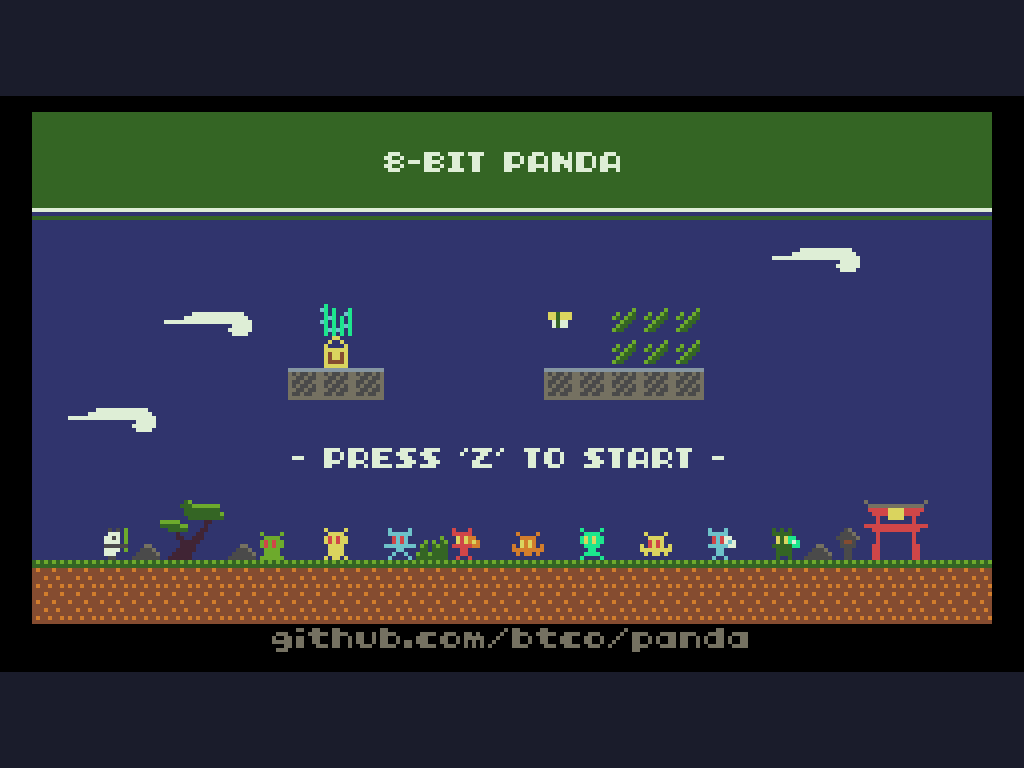 8-BIT PANDA
- PRESS 'Z' TO START -
github.com/btco/panda